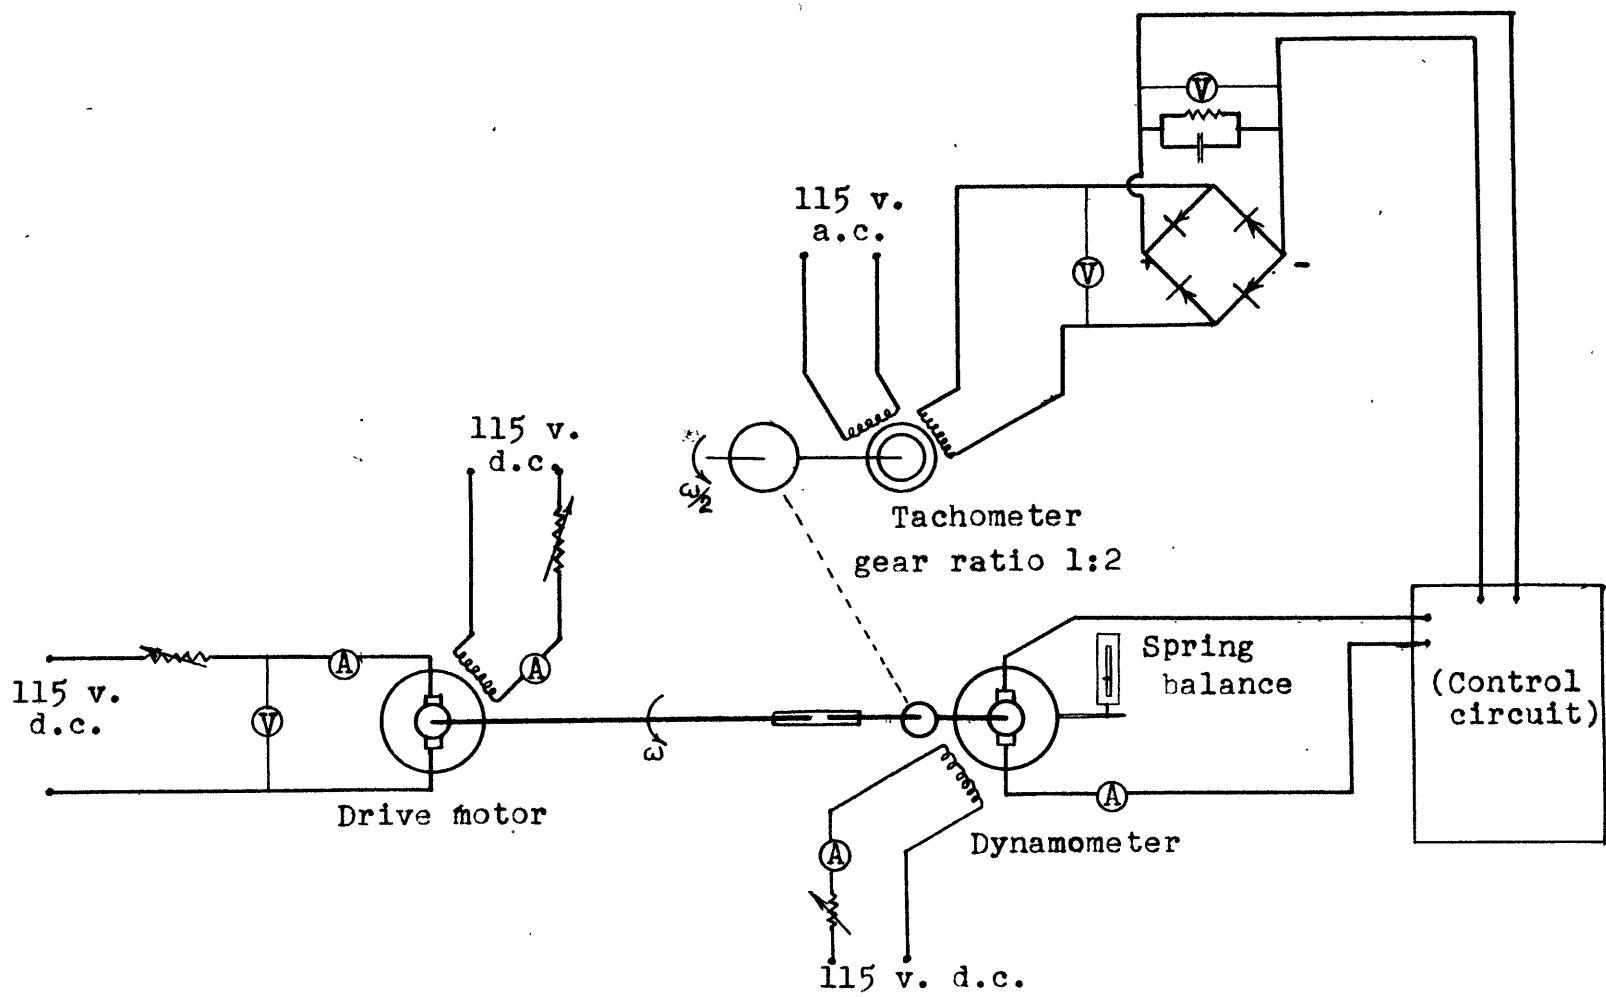 V
115 v.
a.c.
V
+
-
115 v.
d.c.
ω/2
Tachometer
gear ratio 1:2
A
A
115 v.
d.c.
V
ω
Spring
balance
(Control
circuit)
A
Drive motor
Dynamometer
A
115 v. d.c.